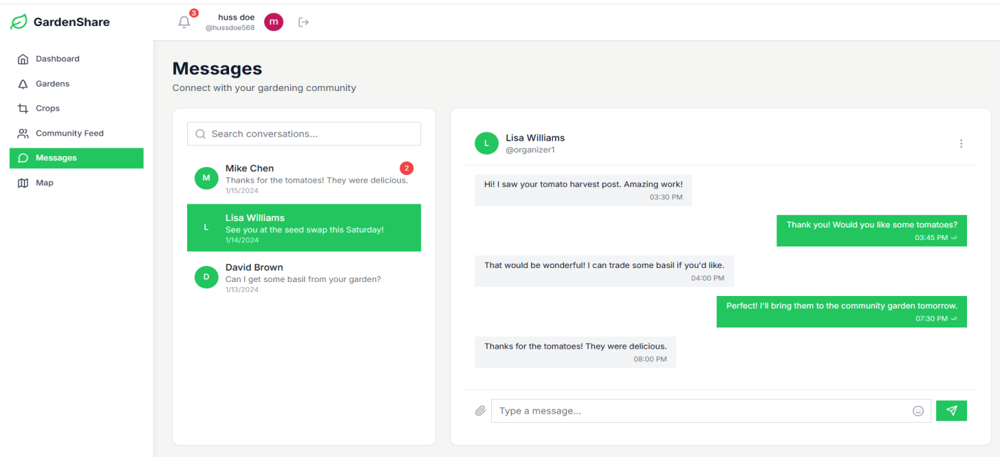 GardenShare
3
huss doe
@hussdoe568
m
Dashboard
Gardens
Crops
Community Feed
Messages
Map
Messages
Connect with your gardening community
Search conversations...
M
Mike Chen
2
Thanks for the tomatoes! They were delicious.
1/15/2024
L
Lisa Williams
See you at the seed swap this Saturday!
1/14/2024
D
David Brown
Can I get some basil from your garden?
1/13/2024
L
Lisa Williams
@organizer1
Hi! I saw your tomato harvest post. Amazing work!
03:30 PM
Thank you! Would you like some tomatoes?
03:45 PM
That would be wonderful! I can trade some basil if you'd like.
04:00 PM
Perfect! I'll bring them to the community garden tomorrow.
07:30 PM
Thanks for the tomatoes! They were delicious.
08:00 PM
Type a message...